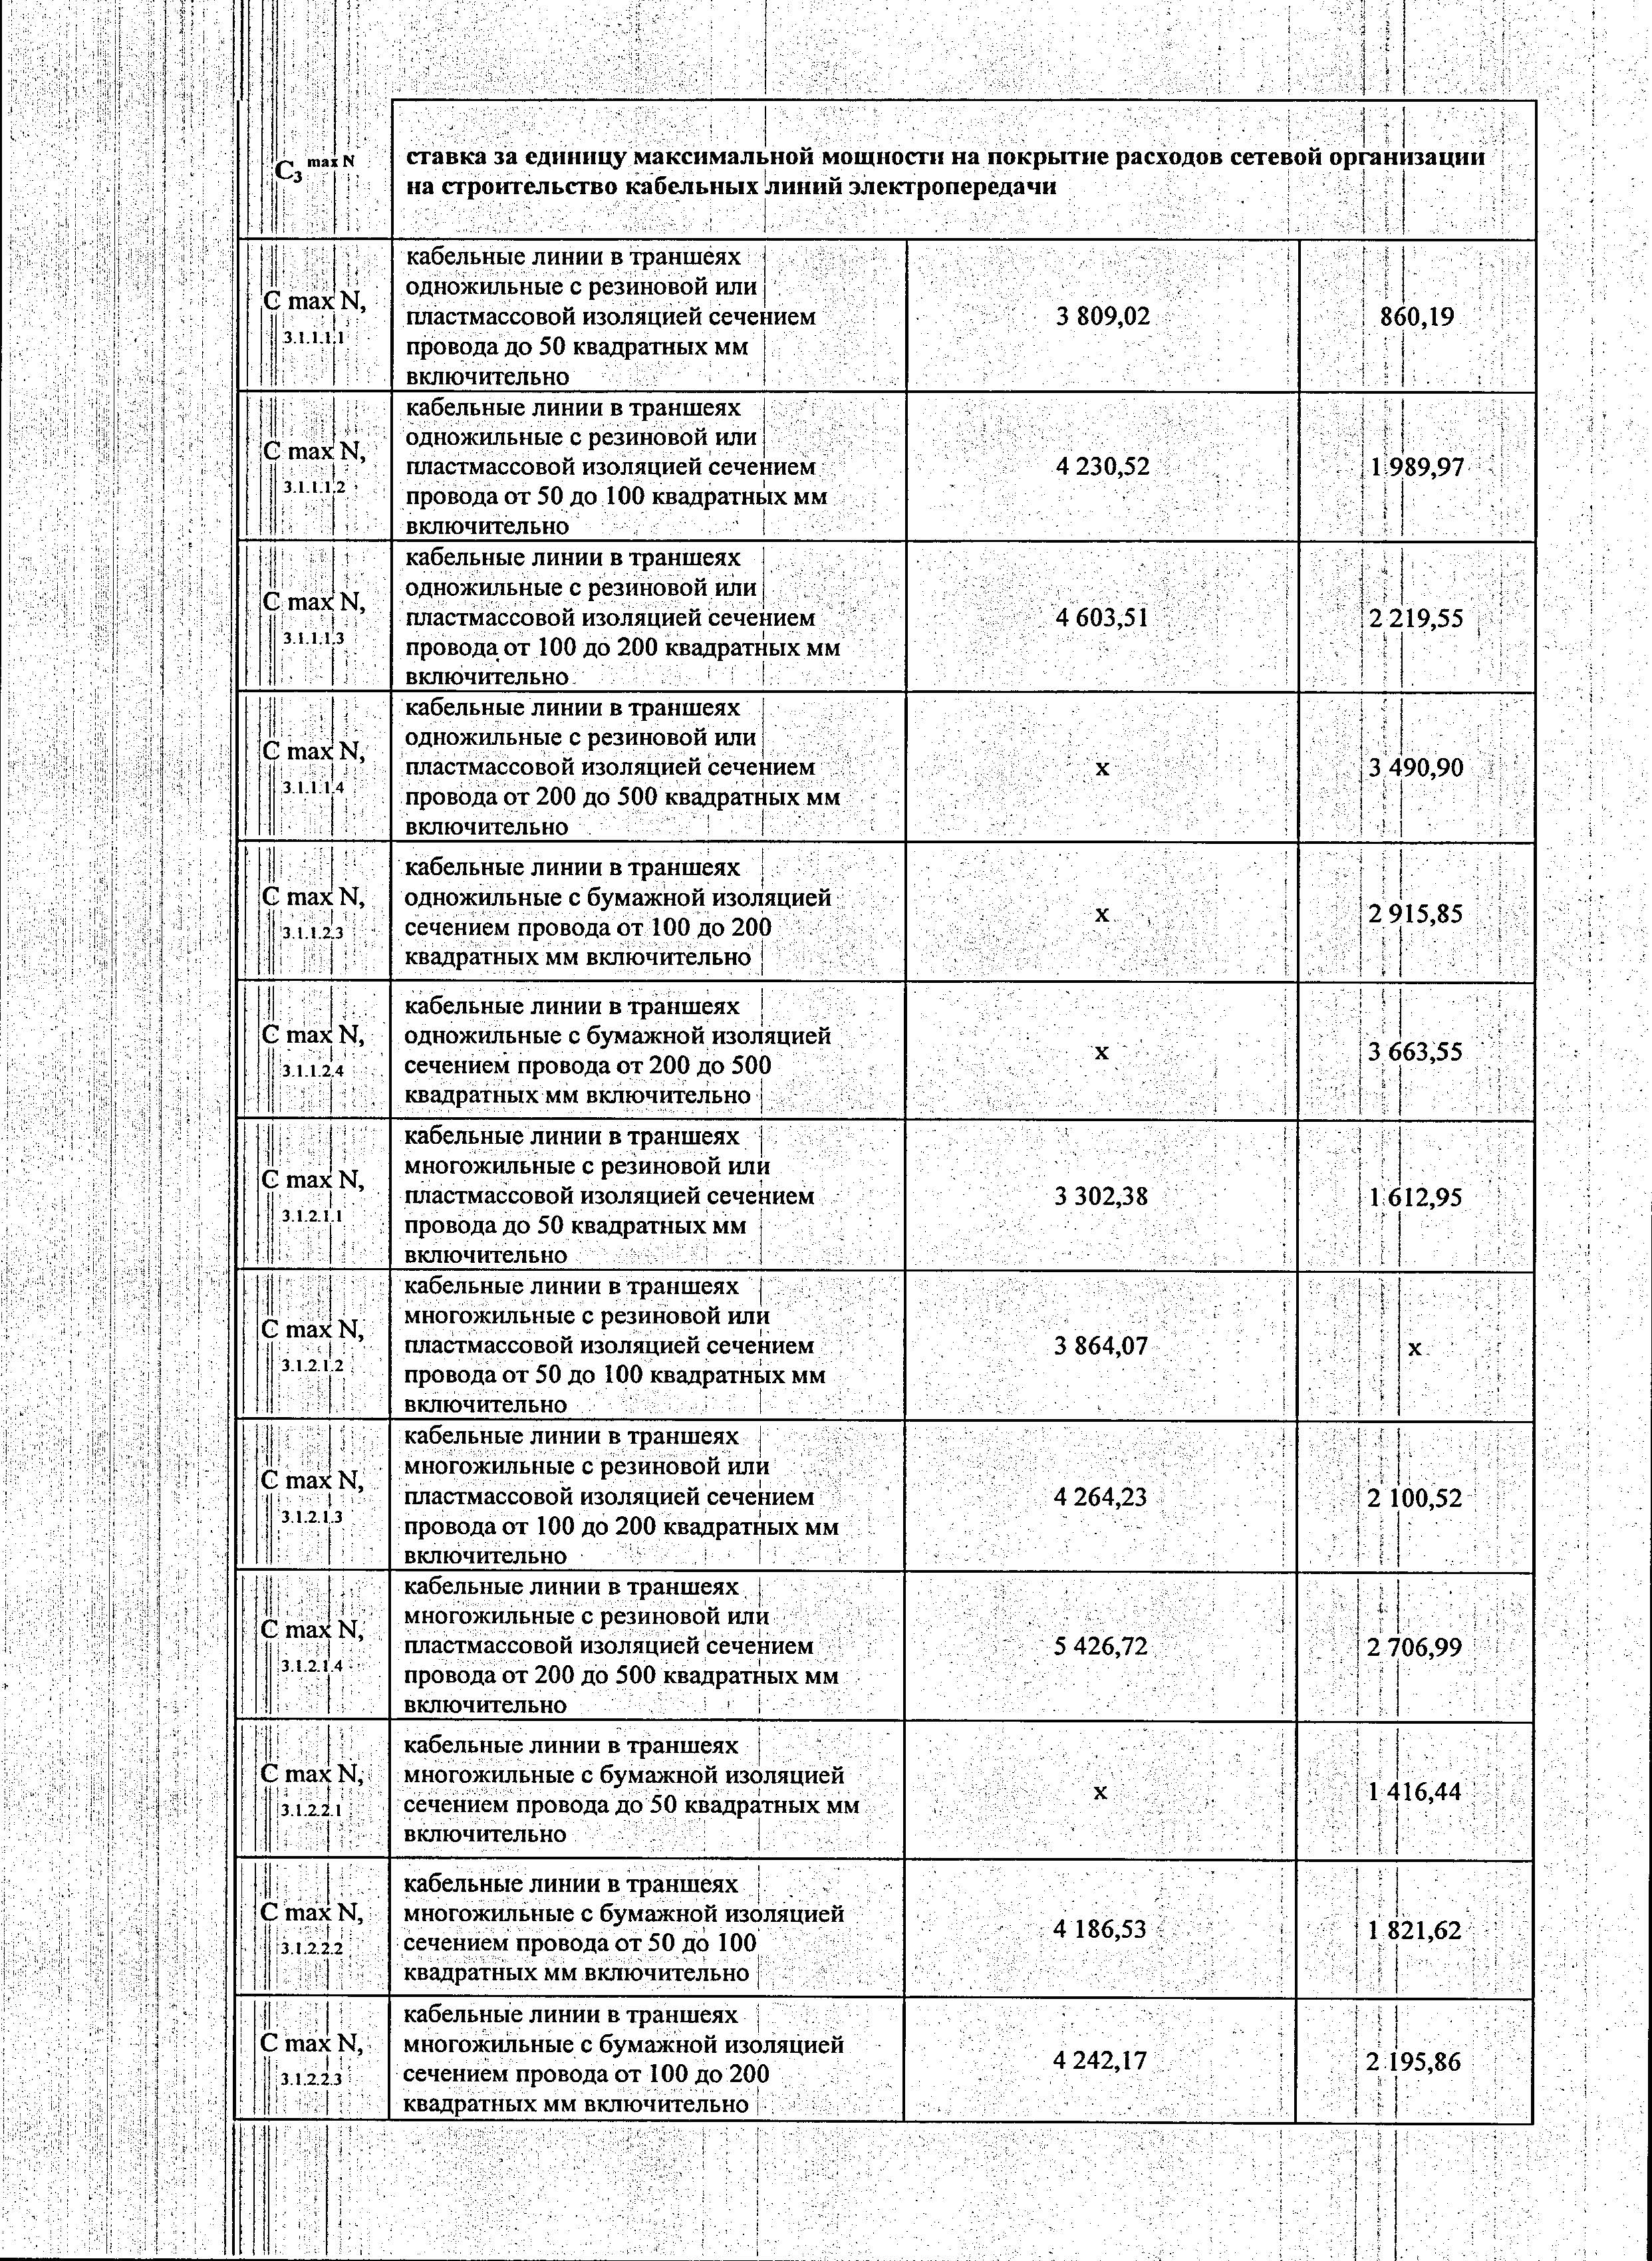 C₃ max N
ставка за единицу максимальной мощности на покрытие расходов сетевой организации
на строительство кабельных линий электропередачи
C max N,
3.1.1.1.1
кабельные линии в траншеях
одножильные с резиновой или
пластмассовой изоляцией сечением
провода до 50 квадратных мм
включительно
3 809,02
860,19
C max N,
3.1.1.1.2
кабельные линии в траншеях
одножильные с резиновой или
пластмассовой изоляцией сечением
провода от 50 до 100 квадратных мм
включительно
4 230,52
1 989,97
C max N,
3.1.1.1.3
кабельные линии в траншеях
одножильные с резиновой или
пластмассовой изоляцией сечением
провода от 100 до 200 квадратных мм
включительно
4 603,51
2 219,55
C max N,
3.1.1.1.4
кабельные линии в траншеях
одножильные с резиновой или
пластмассовой изоляцией сечением
провода от 200 до 500 квадратных мм
включительно
х
3 490,90
C max N,
3.1.1.2.3
кабельные линии в траншеях
одножильные с бумажной изоляцией
сечением провода от 100 до 200
квадратных мм включительно
х
2 915,85
C max N,
3.1.1.2.4
кабельные линии в траншеях
одножильные с бумажной изоляцией
сечением провода от 200 до 500
квадратных мм включительно
х
3 663,55
C max N,
3.1.2.1.1
кабельные линии в траншеях
многожильные с резиновой или
пластмассовой изоляцией сечением
провода до 50 квадратных мм
включительно
3 302,38
1 612,95
C max N,
3.1.2.1.2
кабельные линии в траншеях
многожильные с резиновой или
пластмассовой изоляцией сечением
провода от 50 до 100 квадратных мм
включительно
3 864,07
х
C max N,
3.1.2.1.3
кабельные линии в траншеях
многожильные с резиновой или
пластмассовой изоляцией сечением
провода от 100 до 200 квадратных мм
включительно
4 264,23
2 100,52
C max N,
3.1.2.1.4
кабельные линии в траншеях
многожильные с резиновой или
пластмассовой изоляцией сечением
провода от 200 до 500 квадратных мм
включительно
5 426,72
2 706,99
C max N,
3.1.2.2.1
кабельные линии в траншеях
многожильные с бумажной изоляцией
сечением провода до 50 квадратных мм
включительно
х
1 416,44
C max N,
3.1.2.2.2
кабельные линии в траншеях
многожильные с бумажной изоляцией
сечением провода от 50 до 100
квадратных мм включительно
4 186,53
1 821,62
C max N,
3.1.2.2.3
кабельные линии в траншеях
многожильные с бумажной изоляцией
сечением провода от 100 до 200
квадратных мм включительно
4 242,17
2 195,86